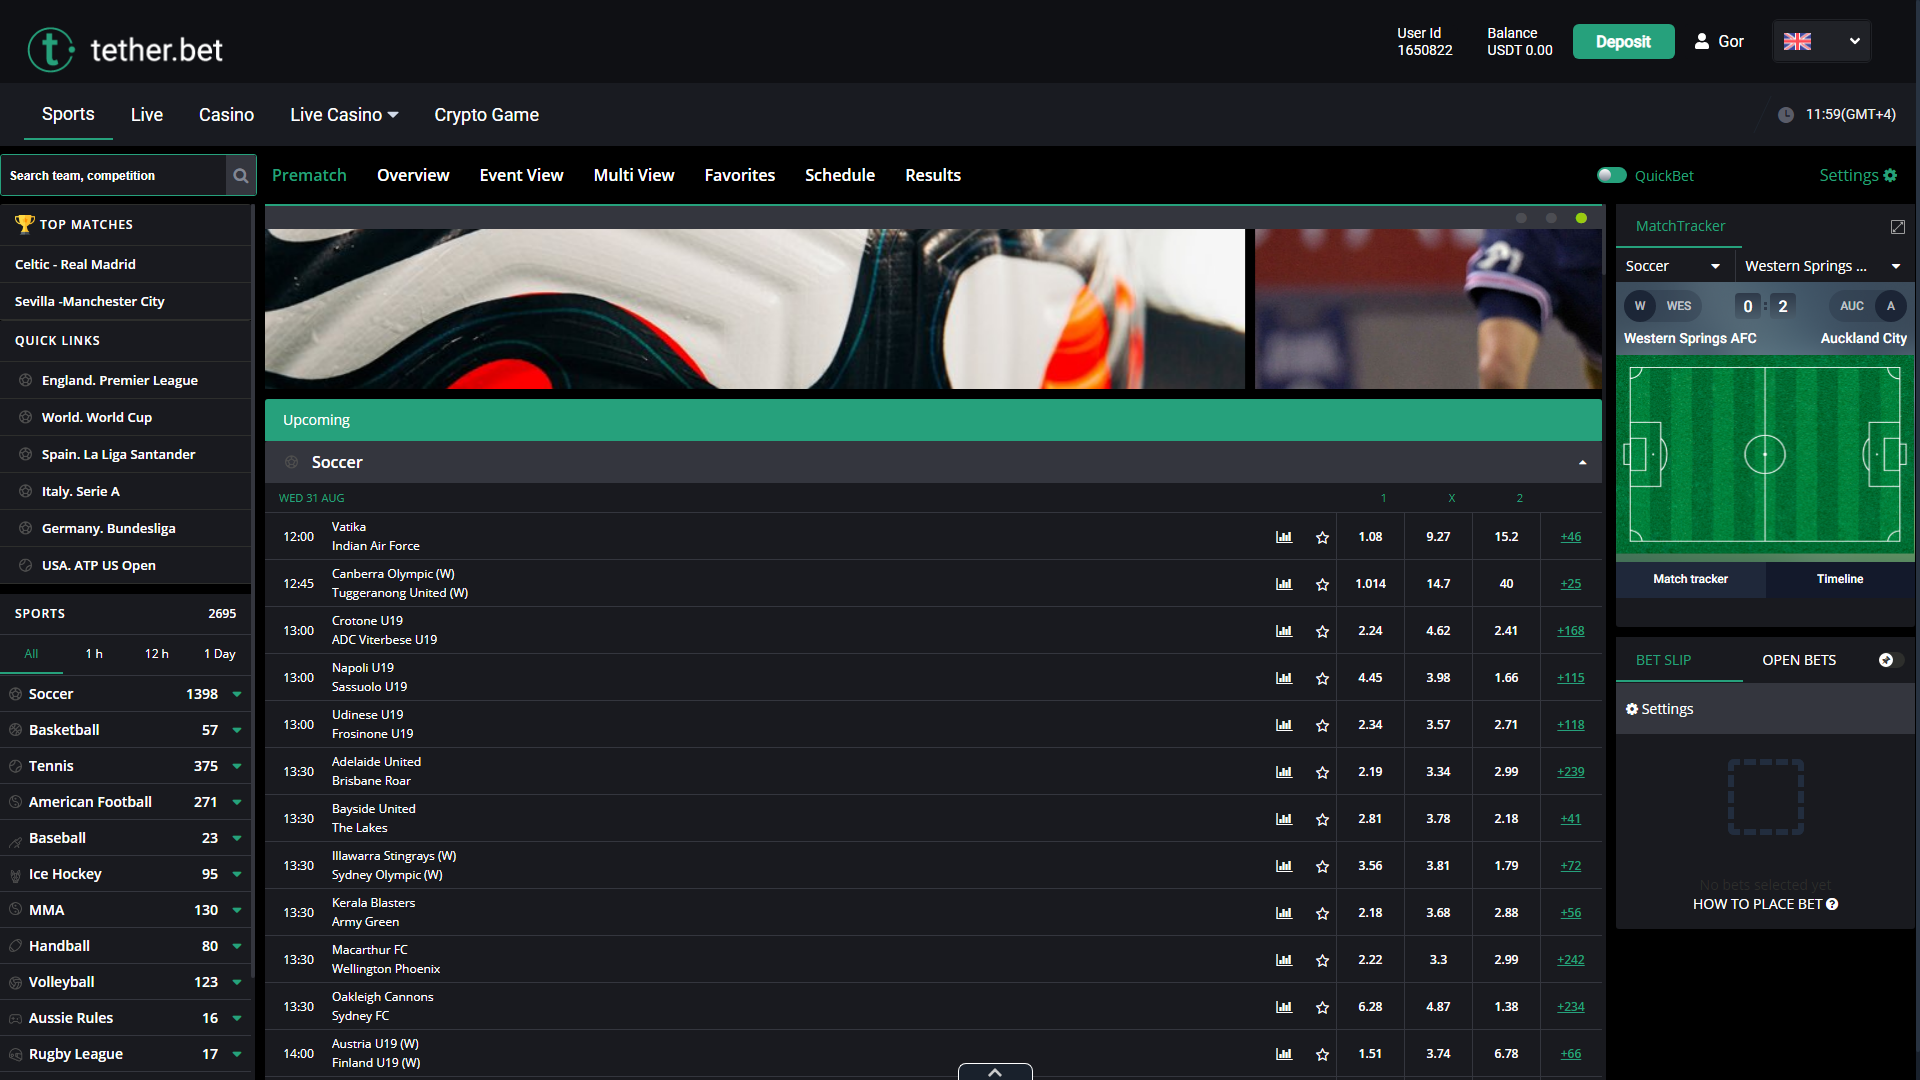 tether.bet
User Id
1650822
Balance
USDT 0.00
Deposit
Gor
Sports
Live
Casino
Live Casino
Crypto Game
11:59(GMT+4)
Search team, competition
Prematch
Overview
Event View
Multi View
Favorites
Schedule
Results
QuickBet
Settings
TOP MATCHES
Celtic - Real Madrid
Sevilla -Manchester City
QUICK LINKS
England. Premier League
World. World Cup
Spain. La Liga Santander
Italy. Serie A
Germany. Bundesliga
USA. ATP US Open
SPORTS 2695
All 1 h 12 h 1 Day
Soccer 1398
Basketball 57
Tennis 375
American Football 271
Baseball 23
Ice Hockey 95
MMA 130
Handball 80
Volleyball 123
Aussie Rules 16
Rugby League 17
Upcoming
Soccer
WED 31 AUG 1 X 2
12:00 Vatika
Indian Air Force
1.08 9.27 15.2 +46
12:45 Canberra Olympic (W)
Tuggeranong United (W)
1.014 14.7 40 +25
13:00 Crotone U19
ADC Viterbese U19
2.24 4.62 2.41 +168
13:00 Napoli U19
Sassuolo U19
4.45 3.98 1.66 +115
13:00 Udinese U19
Frosinone U19
2.34 3.57 2.71 +118
13:30 Adelaide United
Brisbane Roar
2.19 3.34 2.99 +239
13:30 Bayside United
The Lakes
2.81 3.78 2.18 +41
13:30 Illawarra Stingrays (W)
Sydney Olympic (W)
3.56 3.81 1.79 +72
13:30 Kerala Blasters
Army Green
2.18 3.68 2.88 +56
13:30 Macarthur FC
Wellington Phoenix
2.22 3.3 2.99 +242
13:30 Oakleigh Cannons
Sydney FC
6.28 4.87 1.38 +234
14:00 Austria U19 (W)
Finland U19 (W)
1.51 3.74 6.78 +66
MatchTracker
Soccer
Western Springs ...
W WES 0 : 2 AUC A
Western Springs AFC Auckland City
Match tracker Timeline
BET SLIP OPEN BETS
Settings
No bets selected yet
HOW TO PLACE BET